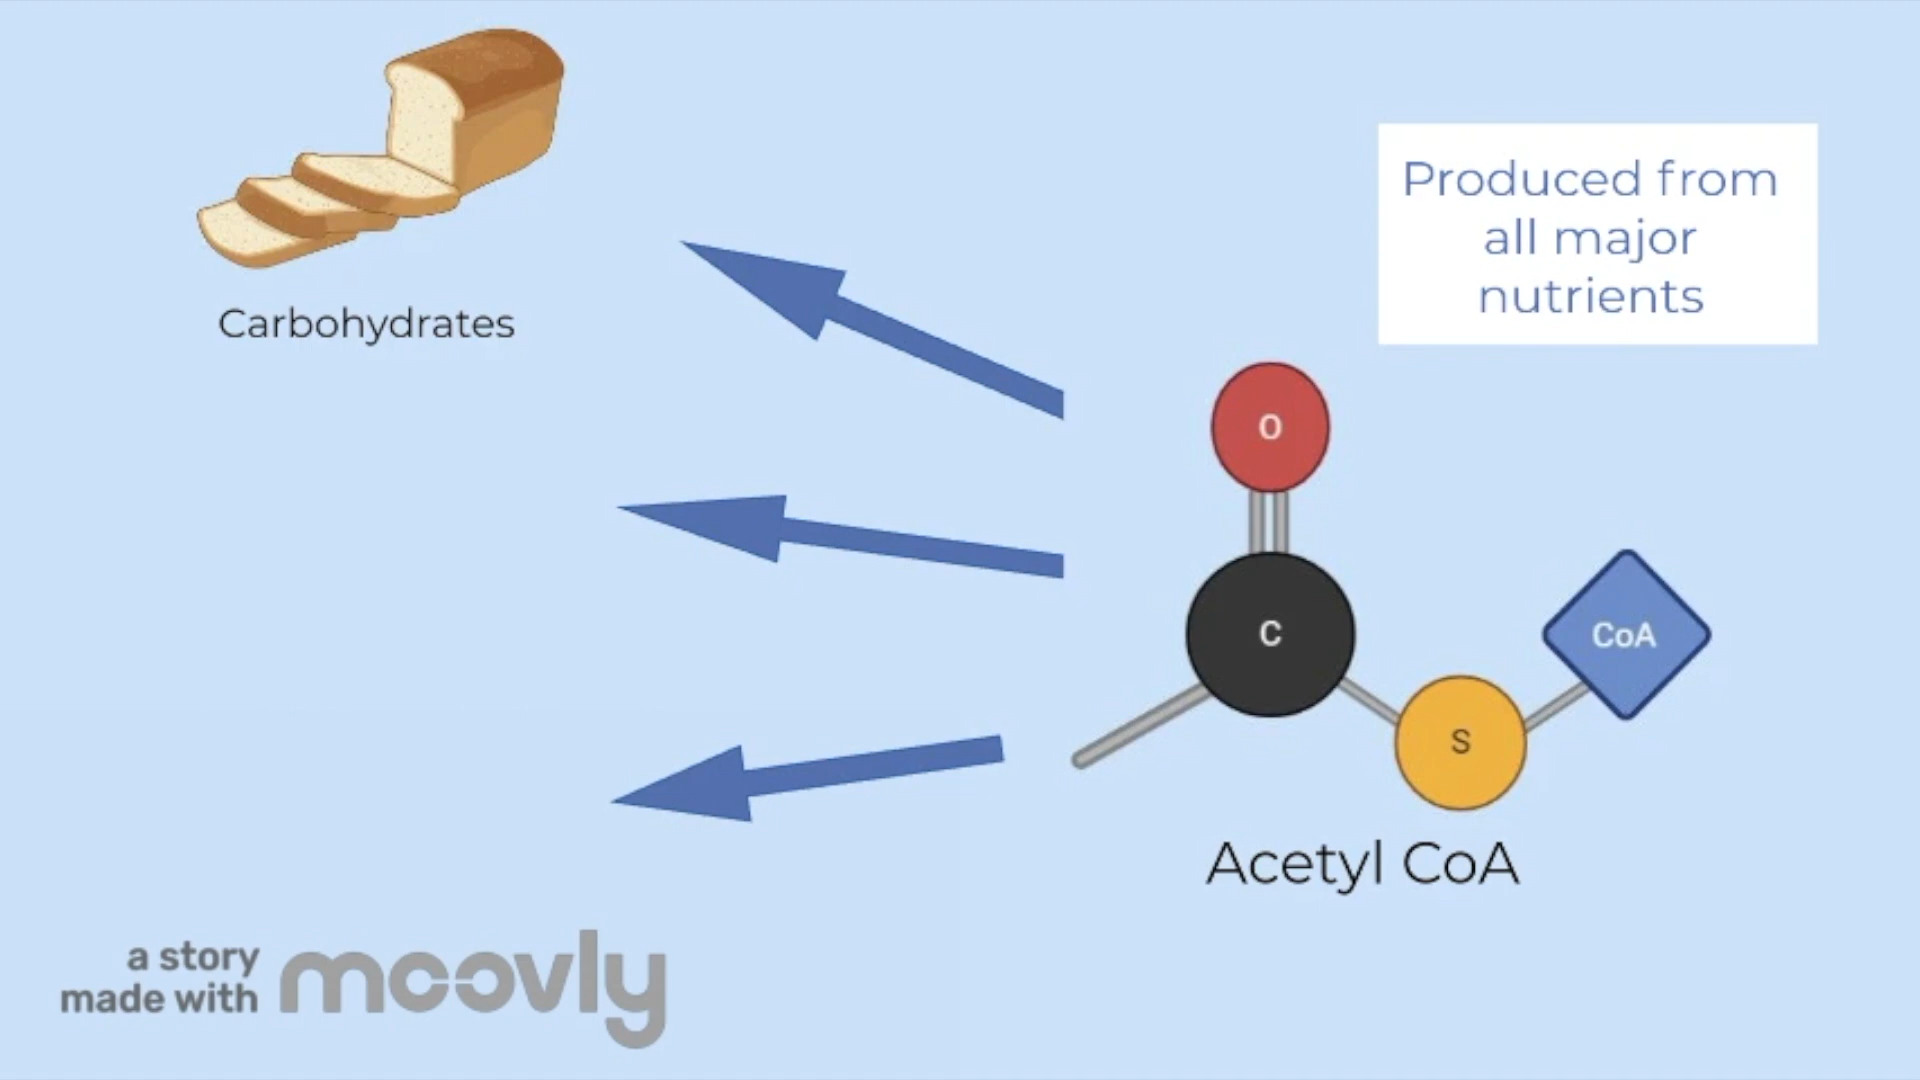 Produced from
all major
nutrients
Carbohydrates
O
C
CoA
S
Acetyl CoA
a story
made with
moovly